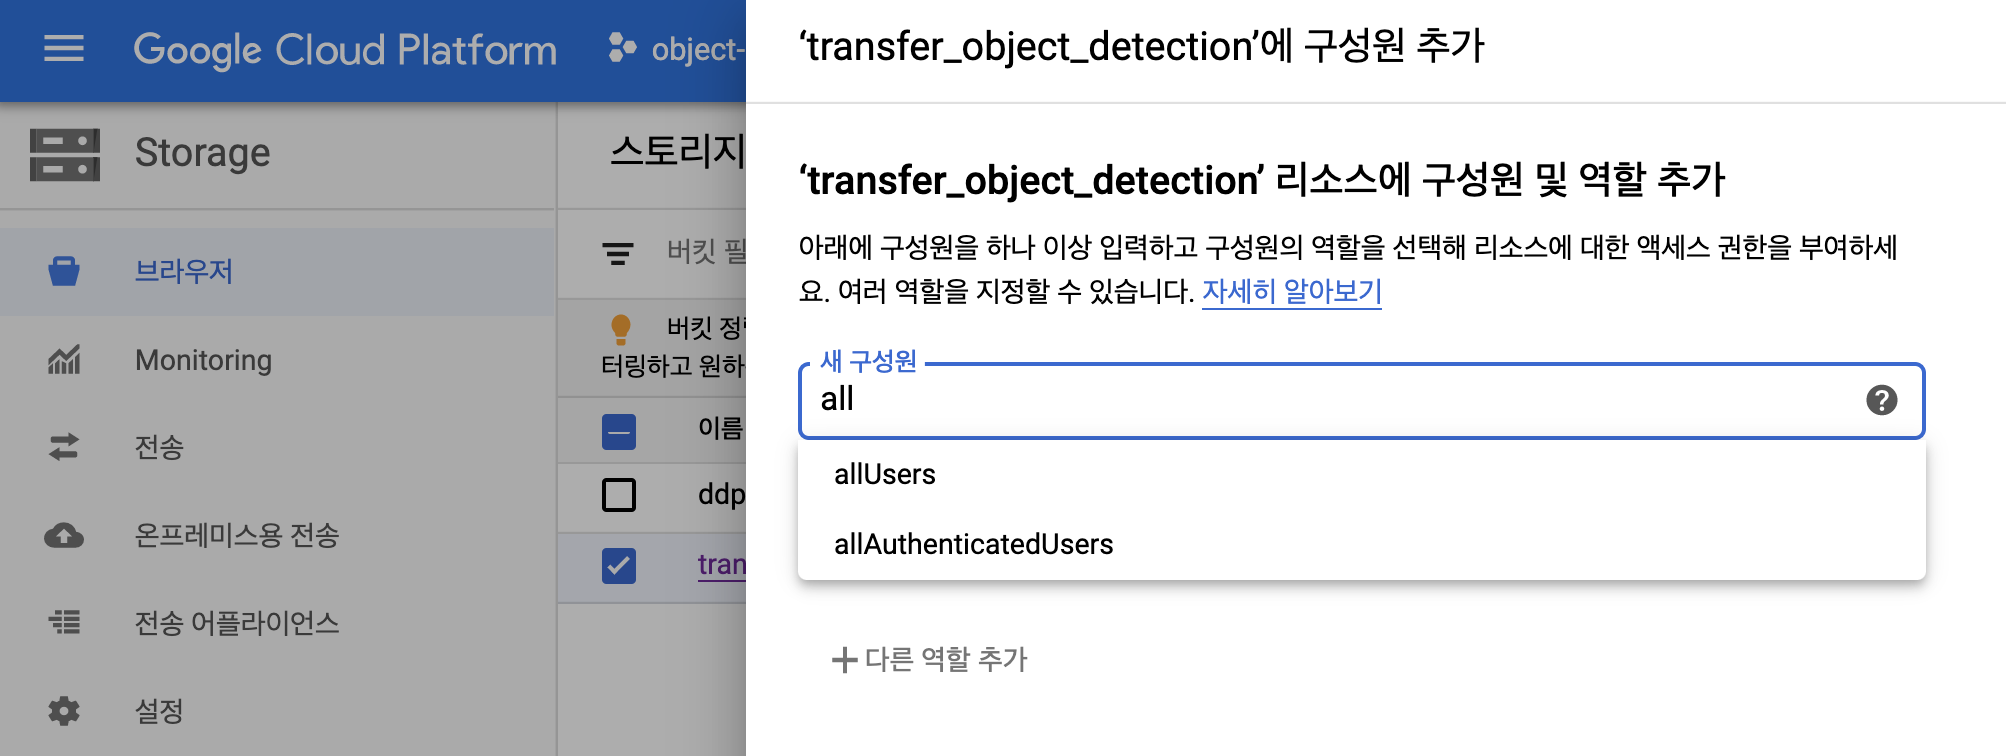 Google Cloud Platform
object-
Storage
브라우저
Monitoring
전송
온프레미스용 전송
전송 어플라이언스
설정
스토리지
버킷 필
버킷 정
터링하고 원하
이름
ddp
tran
‘transfer_object_detection’에 구성원 추가
‘transfer_object_detection’ 리소스에 구성원 및 역할 추가
아래에 구성원을 하나 이상 입력하고 구성원의 역할을 선택해 리소스에 대한 액세스 권한을 부여하세
요. 여러 역할을 지정할 수 있습니다. 자세히 알아보기
새 구성원
all
allUsers
allAuthenticatedUsers
다른 역할 추가